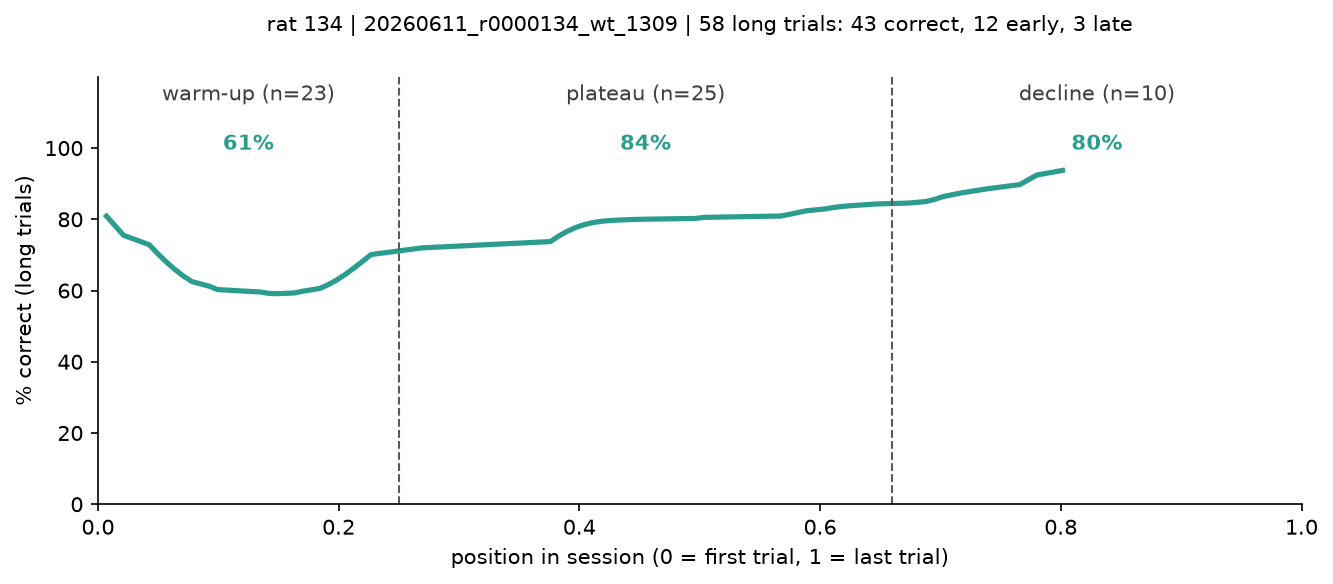 rat 134 | 20260611_r0000134_wt_1309 | 58 long trials: 43 correct, 12 early, 3 late
warm-up (n=23)
plateau (n=25)
decline (n=10)
61%
84%
80%
% correct (long trials)
100
80
60
40
20
0
0.0
0.2
0.4
0.6
0.8
1.0
position in session (0 = first trial, 1 = last trial)